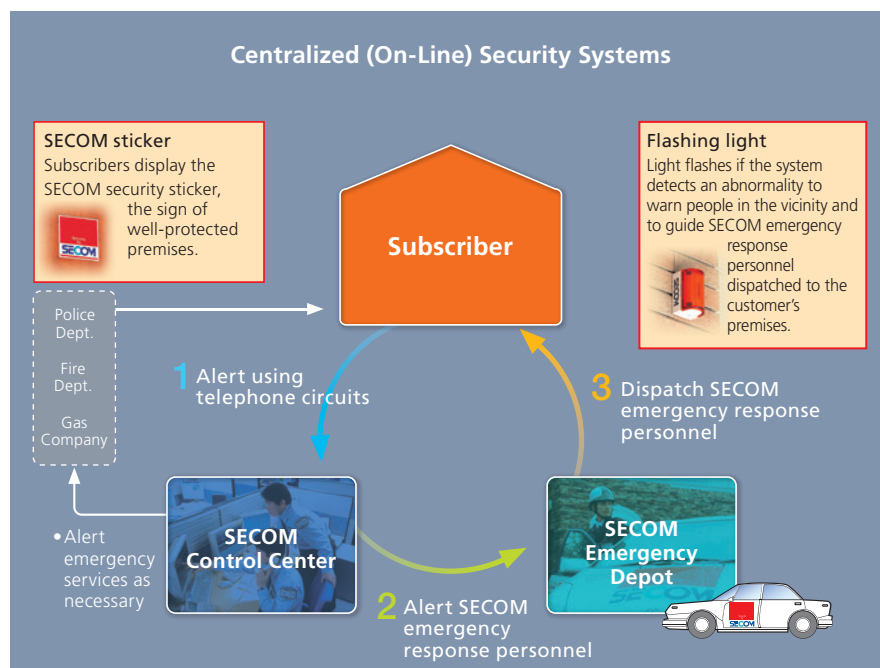 Centralized (On-Line) Security Systems
SECOM sticker
Subscribers display the
SECOM security sticker,
the sign of
well-protected
premises.
SECOM
Flashing light
Light flashes if the system
detects an abnormality to
warn people in the vicinity and
to guide SECOM emergency
response
personnel
dispatched to the
customer's
premises.
SECOM
Subscriber
Police
Dept.
Fire
Dept.
Gas
Company
1 Alert using
telephone circuits
3 Dispatch SECOM
emergency response
personnel
SECOM
Control Center
SECOM
Emergency
Depot
SECOM
SECOM
• Alert
emergency
services as
necessary
2 Alert SECOM
emergency
response personnel